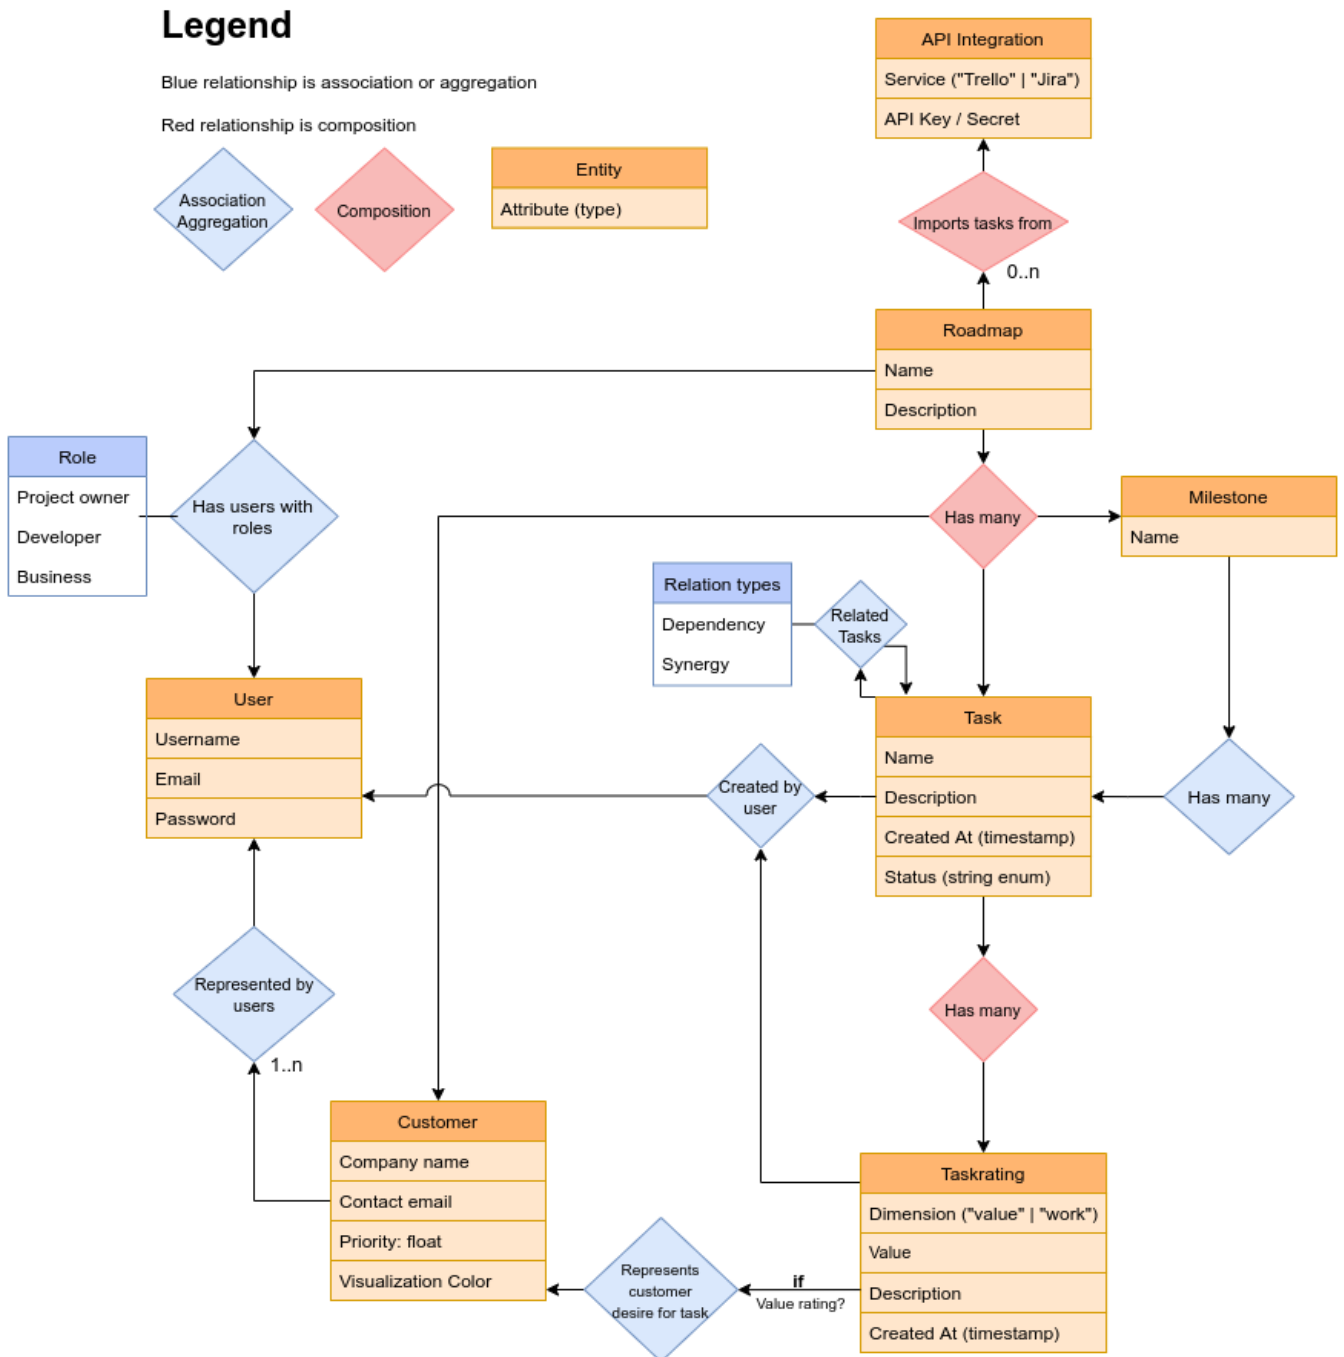 Legend
Blue relationship is association or aggregation
Red relationship is composition
Association
Aggregation
Composition
Entity
Attribute (type)
API Integration
Service ("Trello" | "Jira")
API Key / Secret
Imports tasks from
0..n
Roadmap
Name
Description
Role
Project owner
Developer
Business
Has users with
roles
Has many
Milestone
Name
Relation types
Dependency
Synergy
Related
Tasks
User
Username
Email
Password
Task
Name
Description
Created At (timestamp)
Status (string enum)
Created by
user
Has many
Represented by
users
1..n
Has many
Customer
Company name
Contact email
Priority: float
Visualization Color
Taskrating
Dimension ("value" | "work")
Value
Description
Created At (timestamp)
Represents
customer
desire for task
if
Value rating?